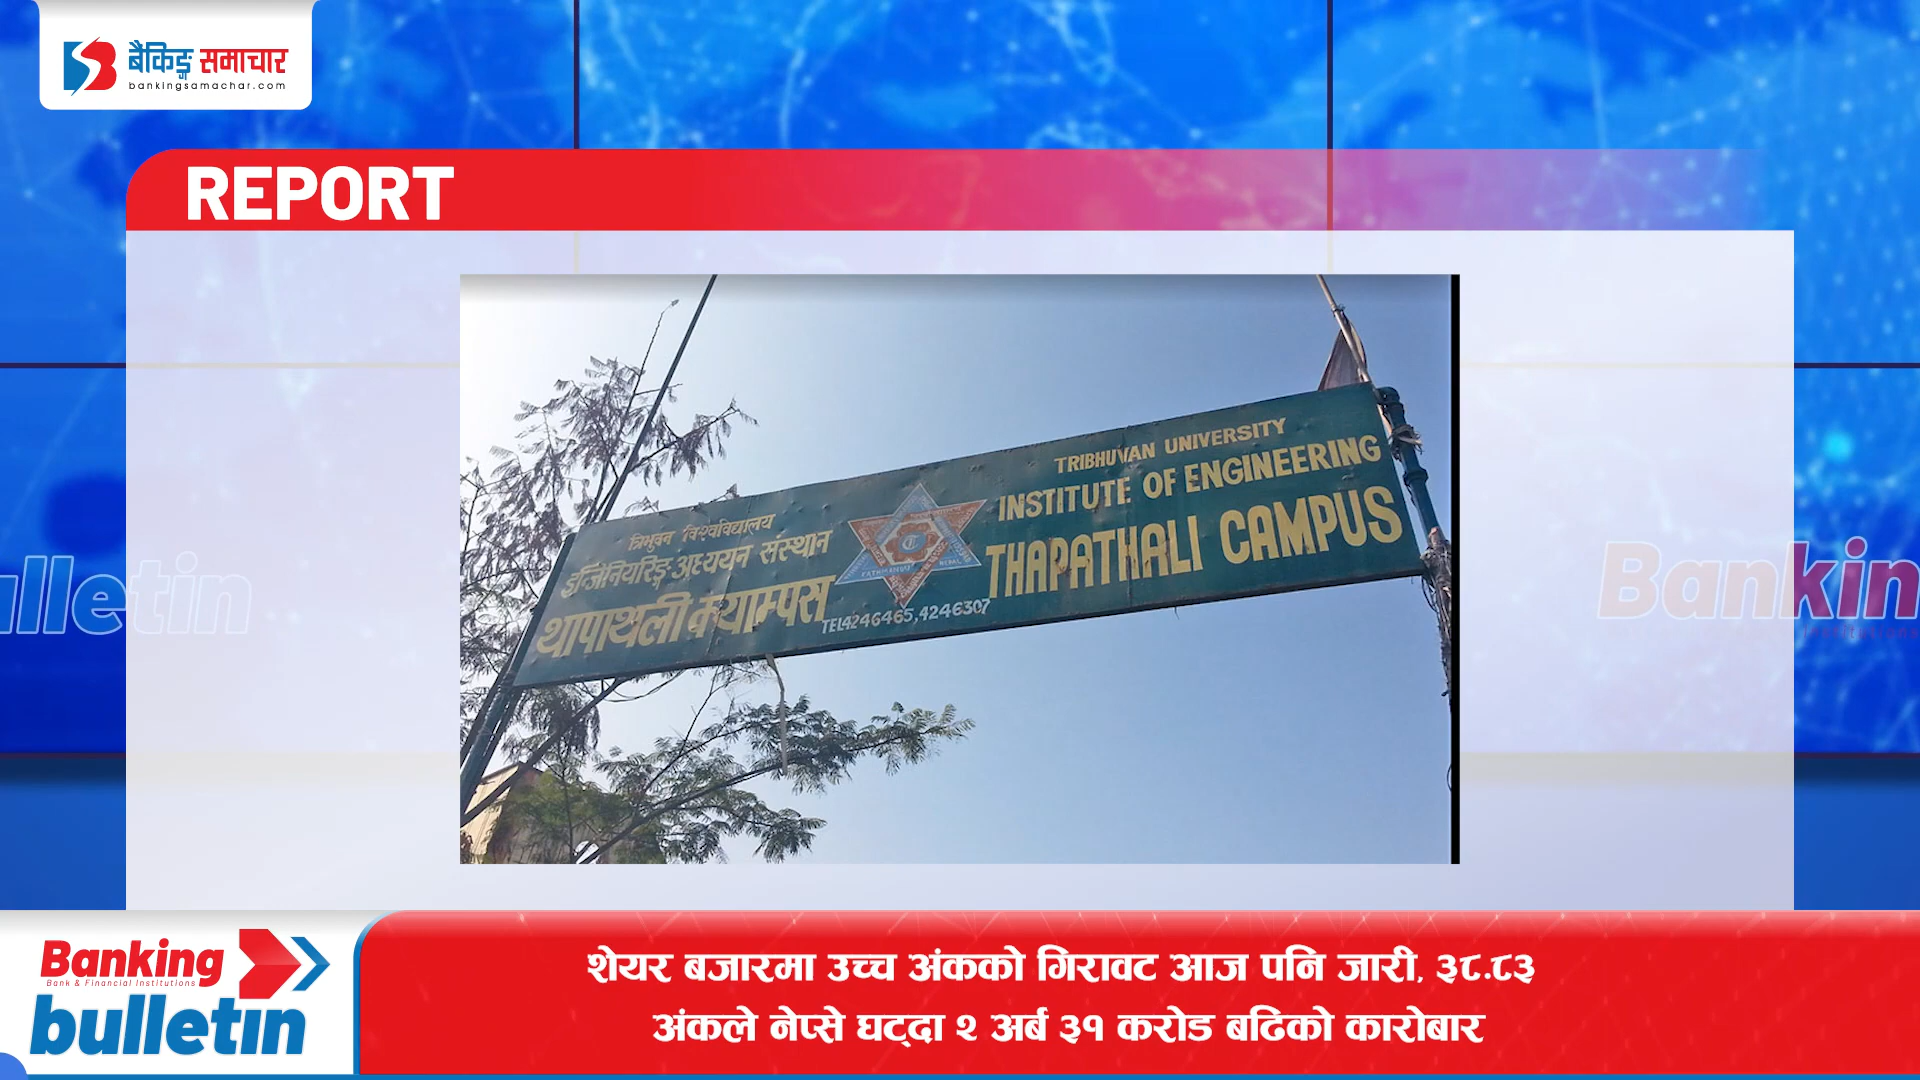 बैंकिङ्ग समाचार
bankingsamachar.com
REPORT
त्रिभुवन विश्वविद्यालय
इन्जिनियरिङ्ग अध्ययन संस्थान
थापाथली क्याम्पस
TEL4246465,4246307
TRIBHUVAN UNIVERSITY
INSTITUTE OF ENGINEERING
THAPATHALI CAMPUS
ulletin
Bankin
Banking
Bank & Financial Institutions
bulletin
शेयर बजारमा उच्च अंकको गिरावट आज पनि जारी, ३८.८३
अंकले नेप्से घट्दा २ अर्ब ३१ करोड बढिको कारोबार